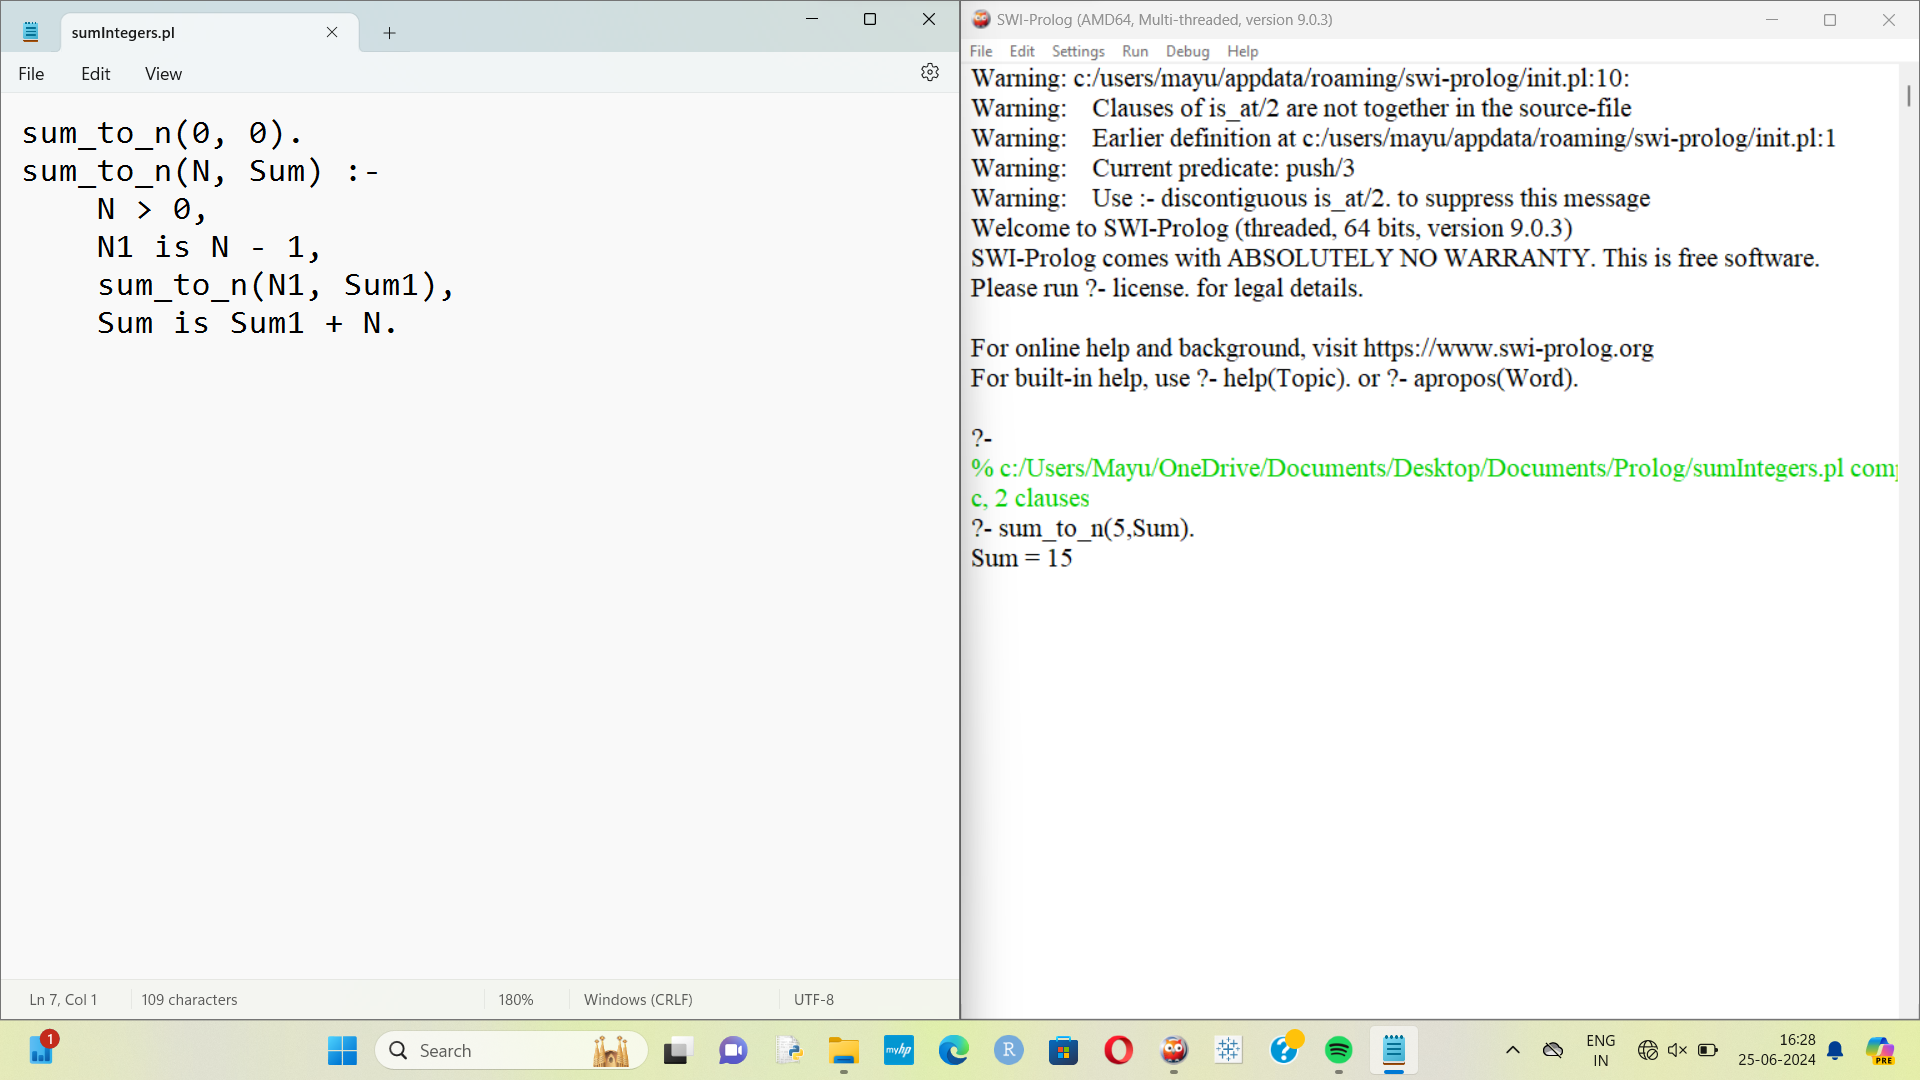 sumIntegers.pl
File Edit View
sum_to_n(0, 0).
sum_to_n(N, Sum) :-
    N > 0,
    N1 is N - 1,
    sum_to_n(N1, Sum1),
    Sum is Sum1 + N.
Ln 7, Col 1 109 characters 180% Windows (CRLF) UTF-8
SWI-Prolog (AMD64, Multi-threaded, version 9.0.3)
File Edit Settings Run Debug Help
Warning: c:/users/mayu/appdata/roaming/swi-prolog/init.pl:10:
Warning:    Clauses of is_at/2 are not together in the source-file
Warning:    Earlier definition at c:/users/mayu/appdata/roaming/swi-prolog/init.pl:1
Warning:    Current predicate: push/3
Warning:    Use :- discontiguous is_at/2. to suppress this message
Welcome to SWI-Prolog (threaded, 64 bits, version 9.0.3)
SWI-Prolog comes with ABSOLUTELY NO WARRANTY. This is free software.
Please run ?- license. for legal details.
For online help and background, visit https://www.swi-prolog.org
For built-in help, use ?- help(Topic). or ?- apropos(Word).
?-
% c:/Users/Mayu/OneDrive/Documents/Desktop/Documents/Prolog/sumIntegers.pl com
c, 2 clauses
?- sum_to_n(5,Sum).
Sum = 15
1
Search
myhp
R
?
ENG
IN
16:28
25-06-2024
PRE